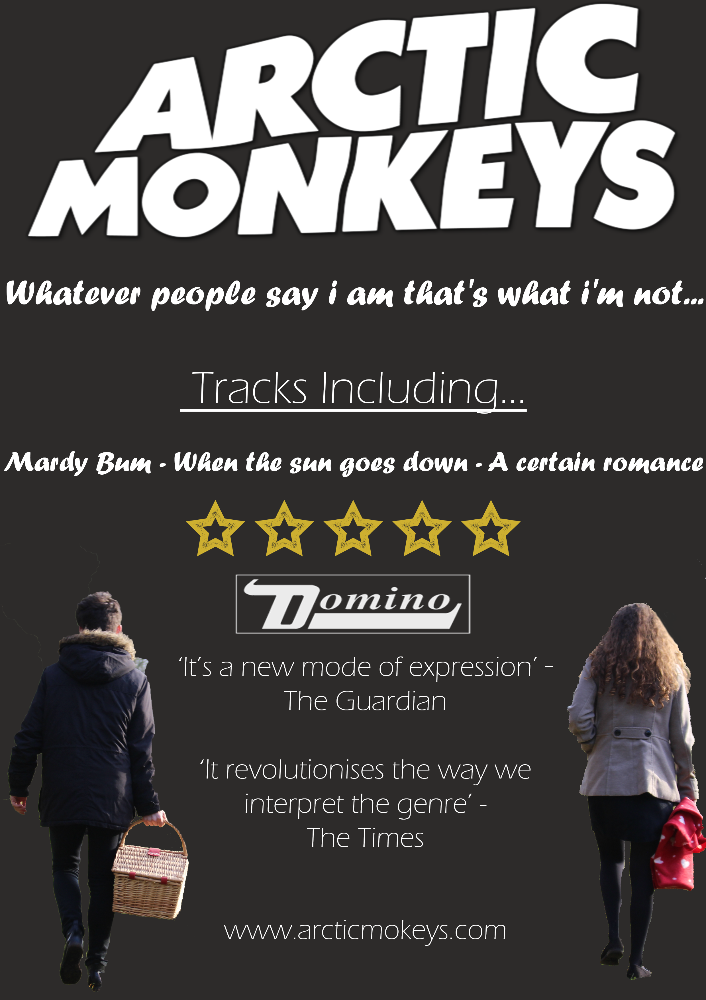 ARCTIC
MONKEYS
Whatever people say i am that's what i'm not...
Tracks Including...
Mardy Bum - When the sun goes down - A certain romance
Domino
‘It’s a new mode of expression’ -
The Guardian
‘It revolutionises the way we
interpret the genre’ -
The Times
www.arcticmokeys.com